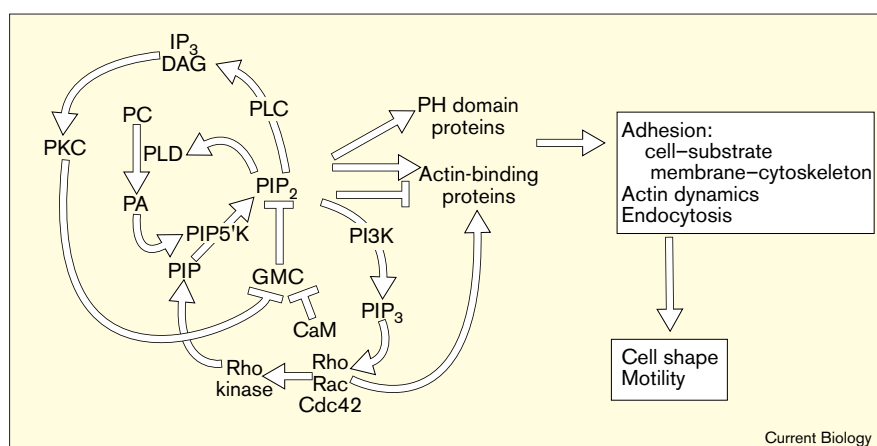 IP3
DAG
PLC
PC
PKC
PLD
PIP2
PA
PIP5'K
PIP
GMC
CaM
PI3K
PIP3
Rho
kinase
Rho
Rac
Cdc42
PH domain
proteins
Actin-binding
proteins
Adhesion:
cell–substrate
membrane–cytoskeleton
Actin dynamics
Endocytosis
Cell shape
Motility
Current Biology